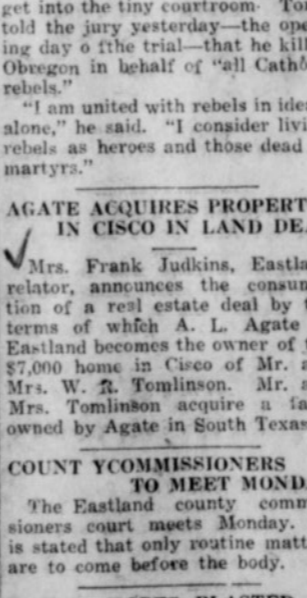 get into the tiny courtroom.
told the jury yesterday—the ope
ing day o fthe trial—that he kil
Obregon in behalf of "all Cath
rebels."
"I am united with rebels in ide
alone," he said. "I consider livi
rebels as heroes and those dead
martyrs."
AGATE ACQUIRES PROPERT
IN CISCO IN LAND DE
Mrs. Frank Judkins, Eastla
relator, announces the consum
tion of a real estate deal by
terms of which A. L. Agate
Eastland becomes the owner of
$7,000 home in Cisco of Mr.
Mrs. W. R. Tomlinson. Mr.
Mrs. Tomlinson acquire a fa
owned by Agate in South Texas
COUNT YCOMMISSIONERS
TO MEET MOND
The Eastland county comm
sioners court meets Monday.
is stated that only routine matt
are to come before the body.